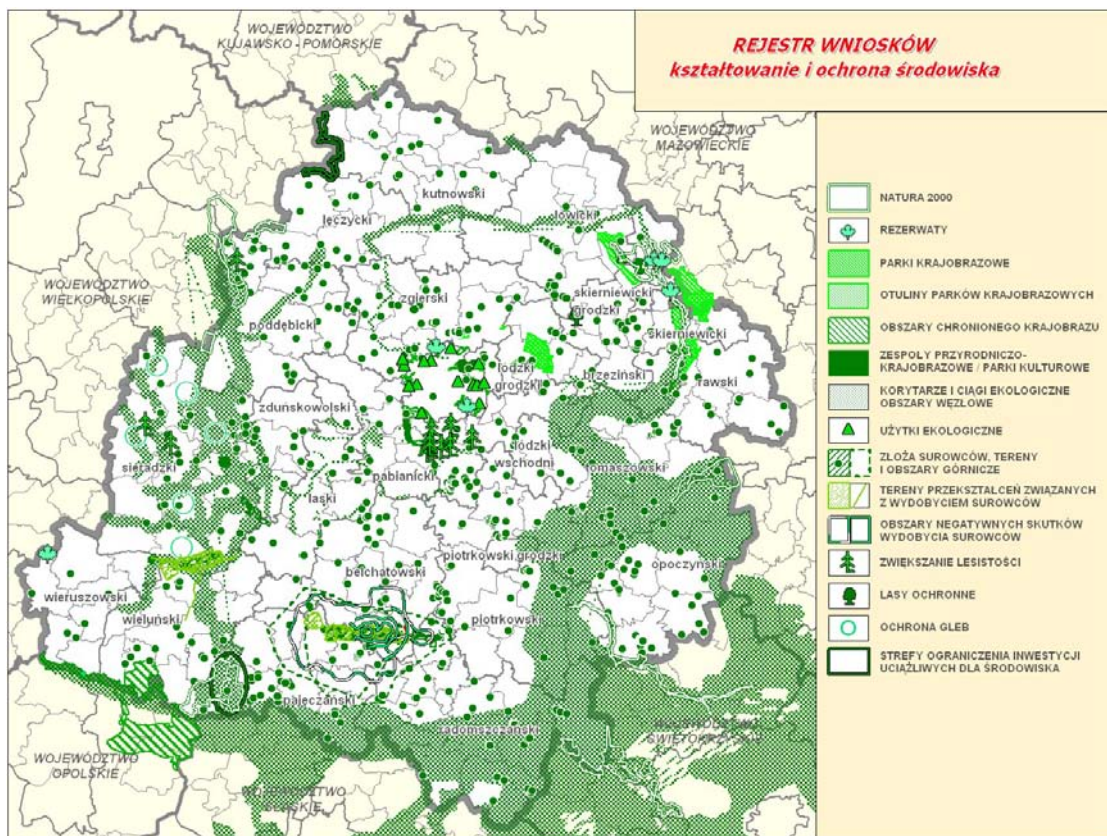 REJESTR WNIOSKÓW
kształtowanie i ochrona środowiska
WOJEWÓDZTWO
KUJAWSKO - POMORSKIE
WOJEWÓDZTWO
MAZOWIECKIE
kutnowski
łęczycki
łowicki
WOJEWÓDZTWO
WIELKOPOLSKIE
zgierski
skierniewicki
grodzki
poddębicki
skierniewicki
łódzki
grodzki
brzeziński
rawski
zduńskowolski
łódzki
wschodni
sieradzki
pabianicki
tomaszowski
łaski
piotrkowski grodzki
bełchatowski
opoczyński
wieruszowski
wieluński
piotrkowski
pajęczański
radomszczański
WOJEWÓDZTWO
ŚWIĘTOKRZYSKIE
WOJEWÓDZTWO
OPOLSKIE
WOJEWÓDZTWO
ŚLĄSKIE
NATURA 2000
REZERWATY
PARKI KRAJOBRAZOWE
OTULINY PARKÓW KRAJOBRAZOWYCH
OBSZARY CHRONIONEGO KRAJOBRAZU
ZESPOŁY PRZYRODNICZO-
KRAJOBRAZOWE / PARKI KULTUROWE
KORYTARZE I CIĄGI EKOLOGICZNE
OBSZARY WĘZŁOWE
UŻYTKI EKOLOGICZNE
ZŁOŻA SUROWCÓW, TERENY
I OBSZARY GÓRNICZE
TERENY PRZEKSZTAŁCEŃ ZWIĄZANYCH
Z WYDOBYCIEM SUROWCÓW
OBSZARY NEGATYWNYCH SKUTKÓW
WYDOBYCIA SUROWCÓW
ZWIĘKSZANIE LESISTOŚCI
LASY OCHRONNE
OCHRONA GLEB
STREFY OGRANICZENIA INWESTYCJI
UCIĄŻLIWYCH DLA ŚRODOWISKA